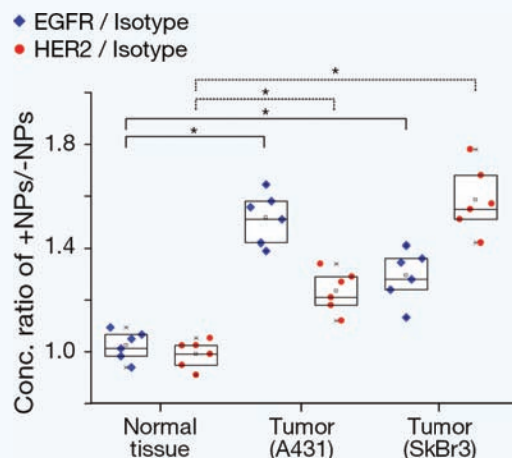 EGFR / Isotype
HER2 / Isotype
Conc. ratio of +NPs/-NPs
1.8
1.4
1.0
*
*
*
*
Normal
tissue
Tumor
(A431)
Tumor
(SkBr3)